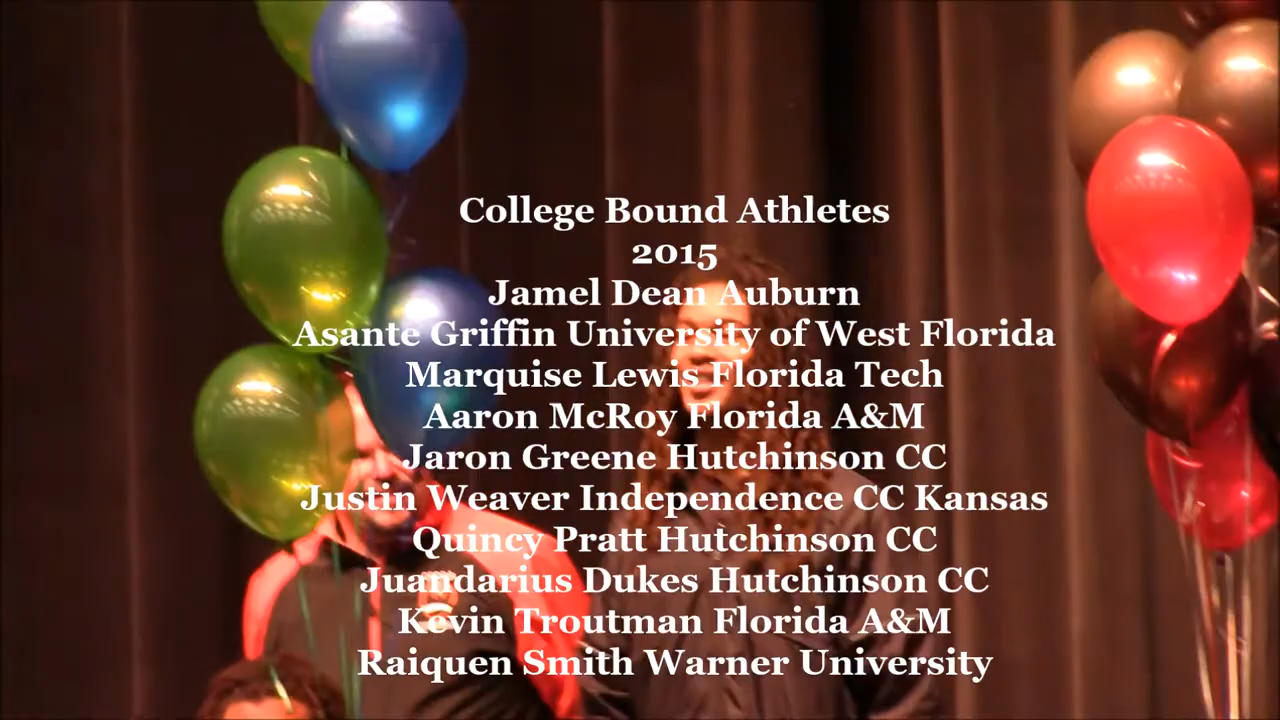 College Bound Athletes
2015
Jamel Dean Auburn
Asante Griffin University of West Florida
Marquise Lewis Florida Tech
Aaron McRoy Florida A&M
Jaron Greene Hutchinson CC
Justin Weaver Independence CC Kansas
Quincy Pratt Hutchinson CC
Juandarius Dukes Hutchinson CC
Kevin Troutman Florida A&M
Raiquen Smith Warner University